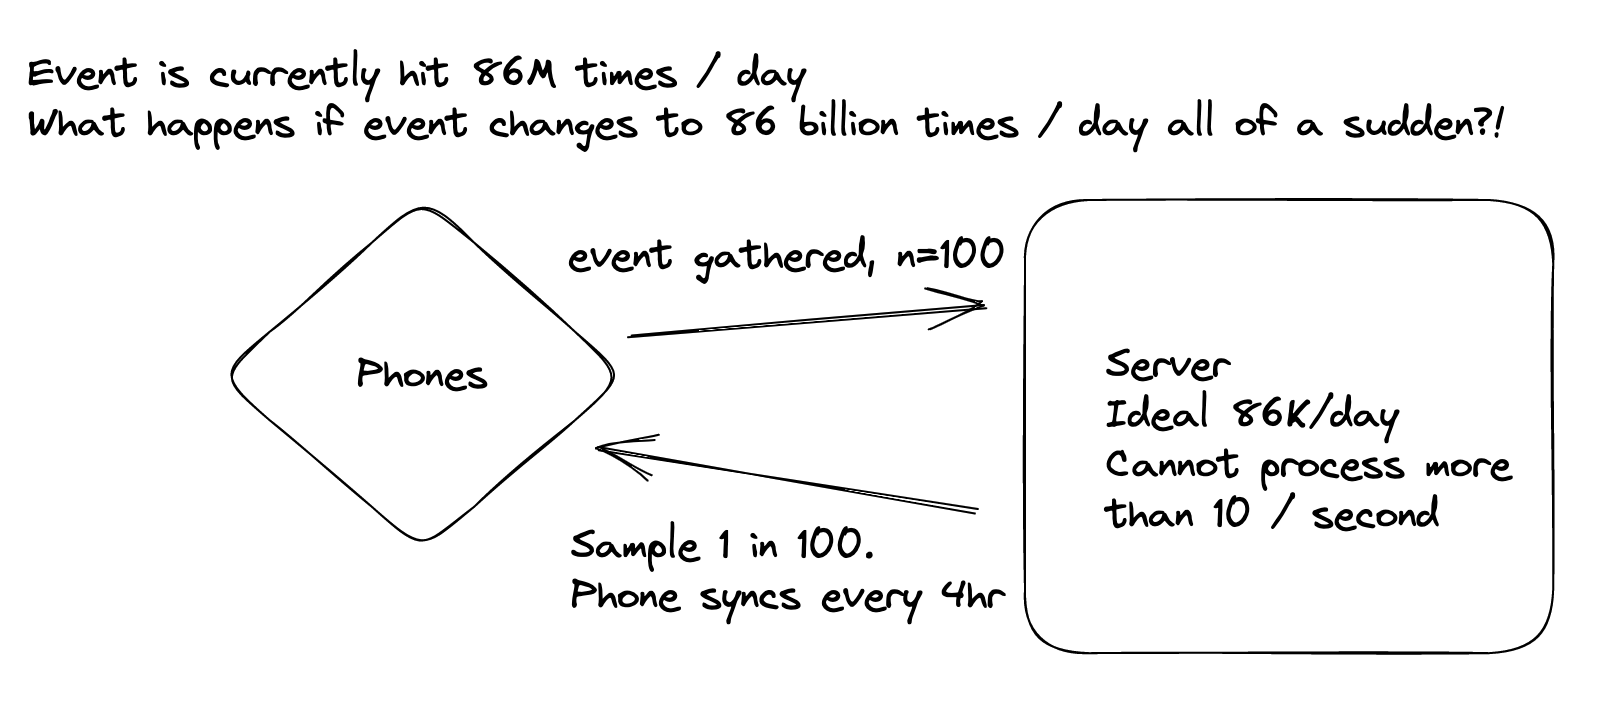 Event is currently hit 86M times / day
What happens if event changes to 86 billion times / day all of a sudden?!
event gathered, n=100
Phones
Server
Ideal 86K/day
Cannot process more
than 10 / second
Sample 1 in 100.
Phone syncs every 4hr